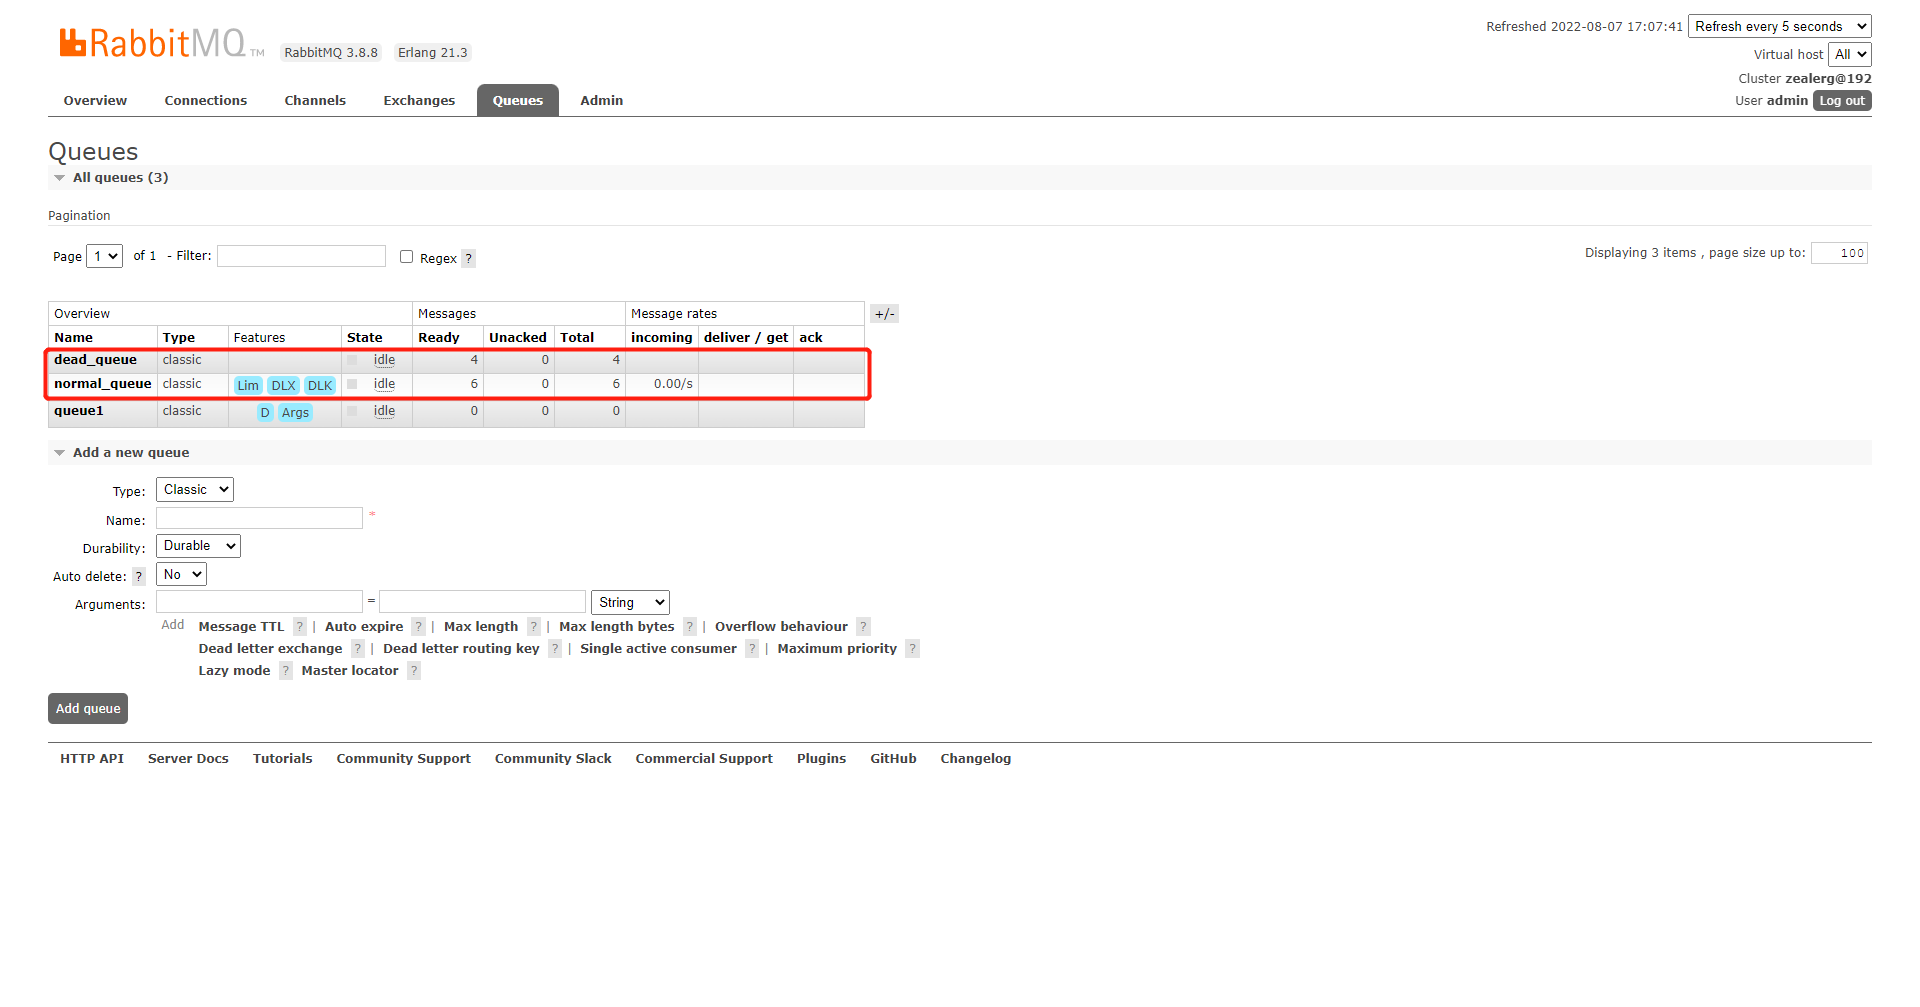 RabbitMQ TM RabbitMQ 3.8.8 Erlang 21.3
Refreshed 2022-08-07 17:07:41 Refresh every 5 seconds
Virtual host All
Cluster zealerg@192
User admin Log out
Overview Connections Channels Exchanges Queues Admin
Queues
All queues (3)
Pagination
Page 1 of 1 - Filter: Regex ?
Displaying 3 items , page size up to: 100
Overview Messages Message rates +/-
Name Type Features State Ready Unacked Total incoming deliver / get ack
dead_queue classic idle 4 0 4
normal_queue classic Lim DLX DLK idle 6 0 6 0.00/s
queue1 classic D Args idle 0 0 0
Add a new queue
Type: Classic
Name: *
Durability: Durable
Auto delete: ? No
Arguments: = String
Add Message TTL ? | Auto expire ? | Max length ? | Max length bytes ? | Overflow behaviour ?
Dead letter exchange ? | Dead letter routing key ? | Single active consumer ? | Maximum priority ?
Lazy mode ? Master locator ?
Add queue
HTTP API Server Docs Tutorials Community Support Community Slack Commercial Support Plugins GitHub Changelog